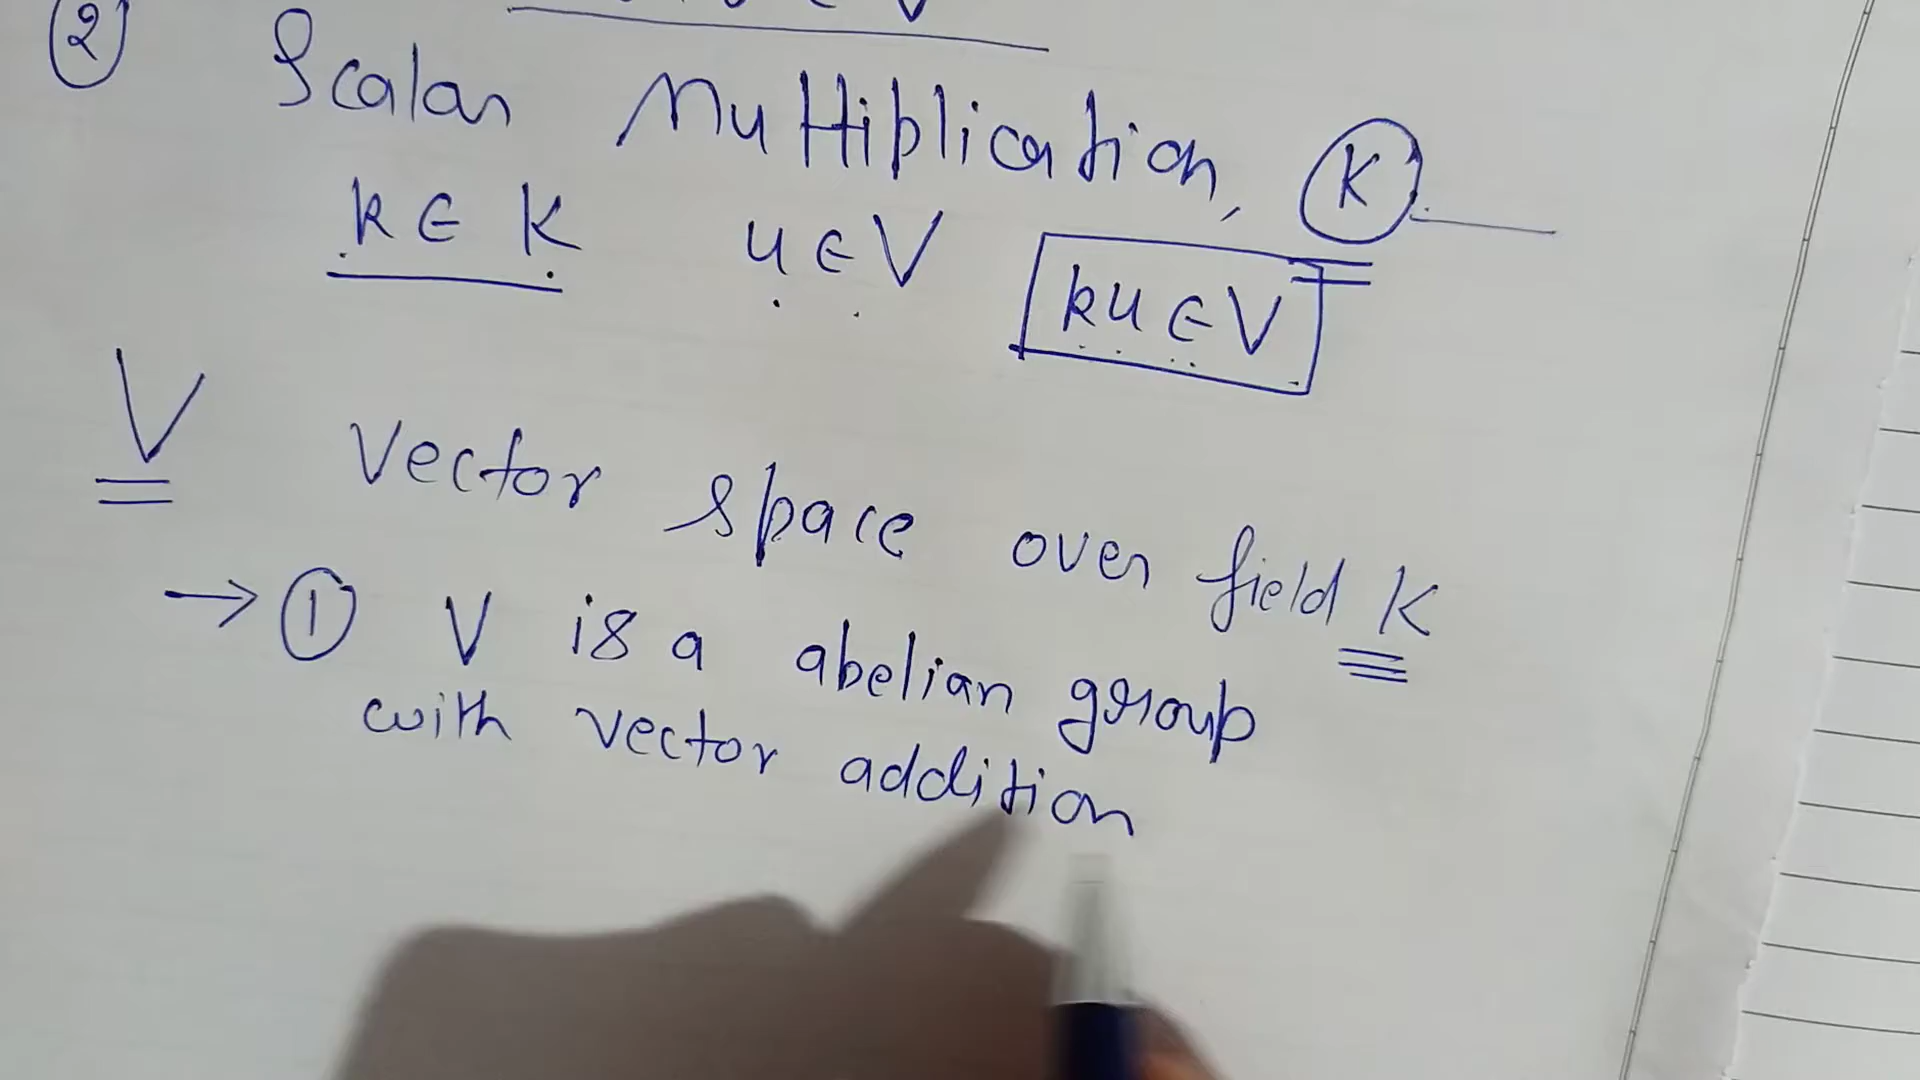 ② Scalar Multiplication, K
k ∈ K u ∈ V ku ∈ V
V vector space over field K
→ ① V is a abelian group
with vector addition